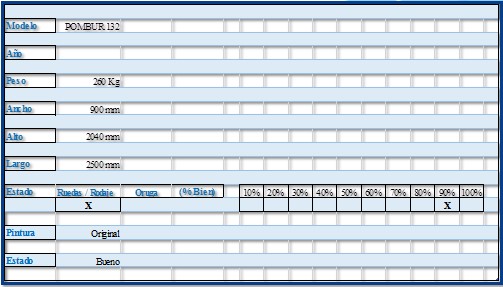 Modelo POMBUR 132
Año
Peso 260 Kg
Ancho 900 mm
Alto 2040 mm
Largo 2500 mm
Estado Ruedas / Rodaje Oruga (% Bien) 10% 20% 30% 40% 50% 60% 70% 80% 90% 100%
X X
Pintura Original
Estado Bueno